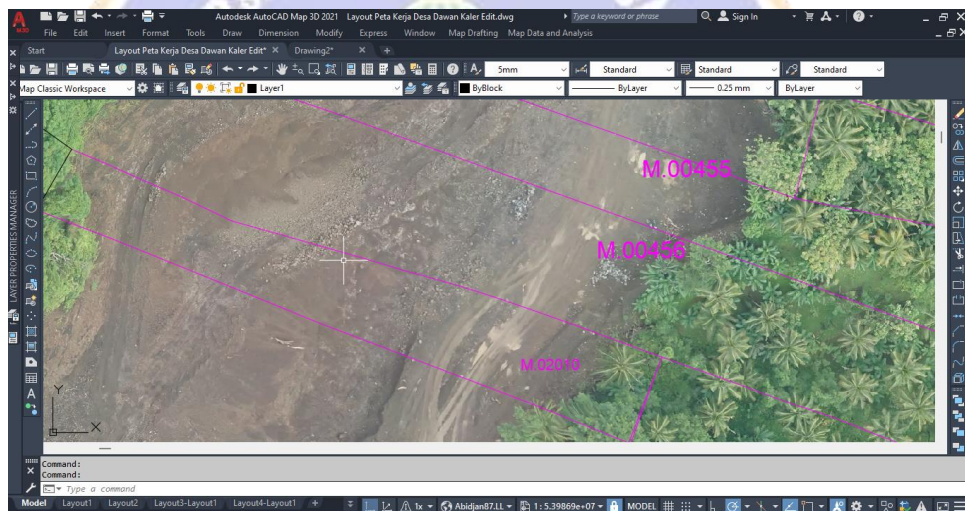 Autodesk AutoCAD Map 3D 2021 Layout Peta Kerja Desa Dawan Kaler Edit.dwg Type a keyword or phrase Sign In
File Edit Insert Format Tools Draw Dimension Modify Express Window Map Drafting Map Data and Analysis
Start Layout Peta Kerja Desa Dawan Kaler Edit* Drawing2*
5mm Standard Standard Standard
Map Classic Workspace Layer1 ByBlock ByLayer 0.25 mm ByLayer
LAYER PROPERTIES MANAGER
M.00455
M.00456
M.02010
Y
X
Command:
Command:
Type a command
Model Layout1 Layout2 Layout3-Layout1 Layout4-Layout1 + 1x Abidjan87.LL 1 : 5.39869e+07 MODEL